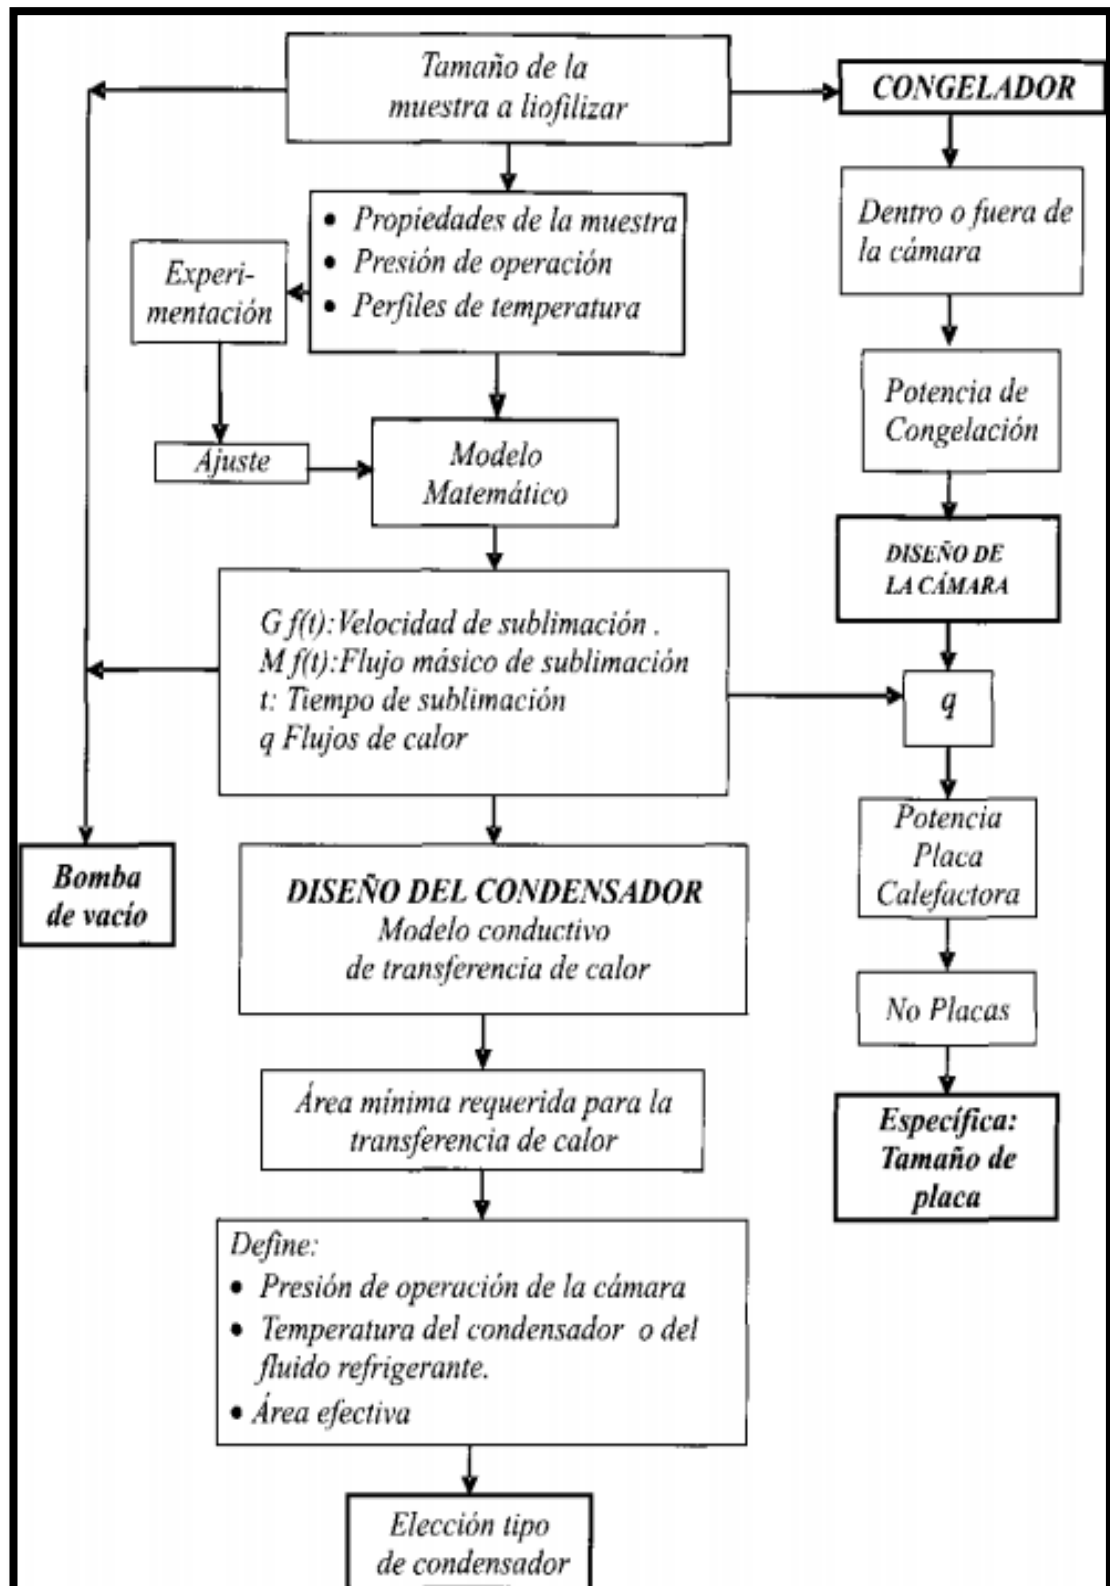 Tamaño de la
muestra a liofilizar
CONGELADOR
Dentro o fuera de
la cámara
• Propiedades de la muestra
• Presión de operación
• Perfiles de temperatura
Experi-
mentación
Potencia de
Congelación
Ajuste
Modelo
Matemático
DISEÑO DE
LA CÁMARA
G f(t): Velocidad de sublimación .
M f(t): Flujo másico de sublimación
t: Tiempo de sublimación
q Flujos de calor
q
Potencia
Placa
Calefactora
Bomba
de vacío
DISEÑO DEL CONDENSADOR
Modelo conductivo
de transferencia de calor
No Placas
Área mínima requerida para la
transferencia de calor
Específica:
Tamaño de
placa
Define:
• Presión de operación de la cámara
• Temperatura del condensador o del
fluido refrigerante.
• Área efectiva
Elección tipo
de condensador